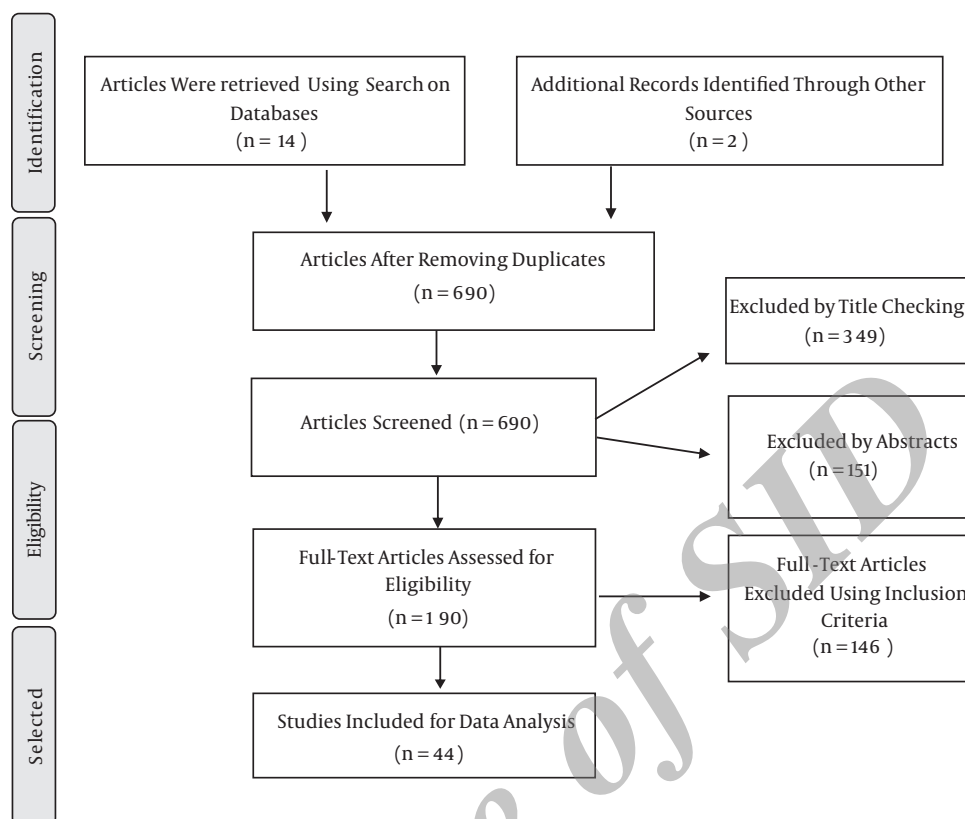 Identification
Articles Were retrieved Using Search on
Databases
(n = 14 )
Additional Records Identified Through Other
Sources
(n = 2 )
Screening
Articles After Removing Duplicates
(n = 690)
Excluded by Title Checking
(n = 349)
Articles Screened (n = 690)
Excluded by Abstracts
(n = 151)
Eligibility
Full-Text Articles Assessed for
Eligibility
(n = 1 90)
Full -Text Articles
Excluded Using Inclusion
Criteria
(n = 146 )
Selected
Studies Included for Data Analysis
(n = 44)
of SID